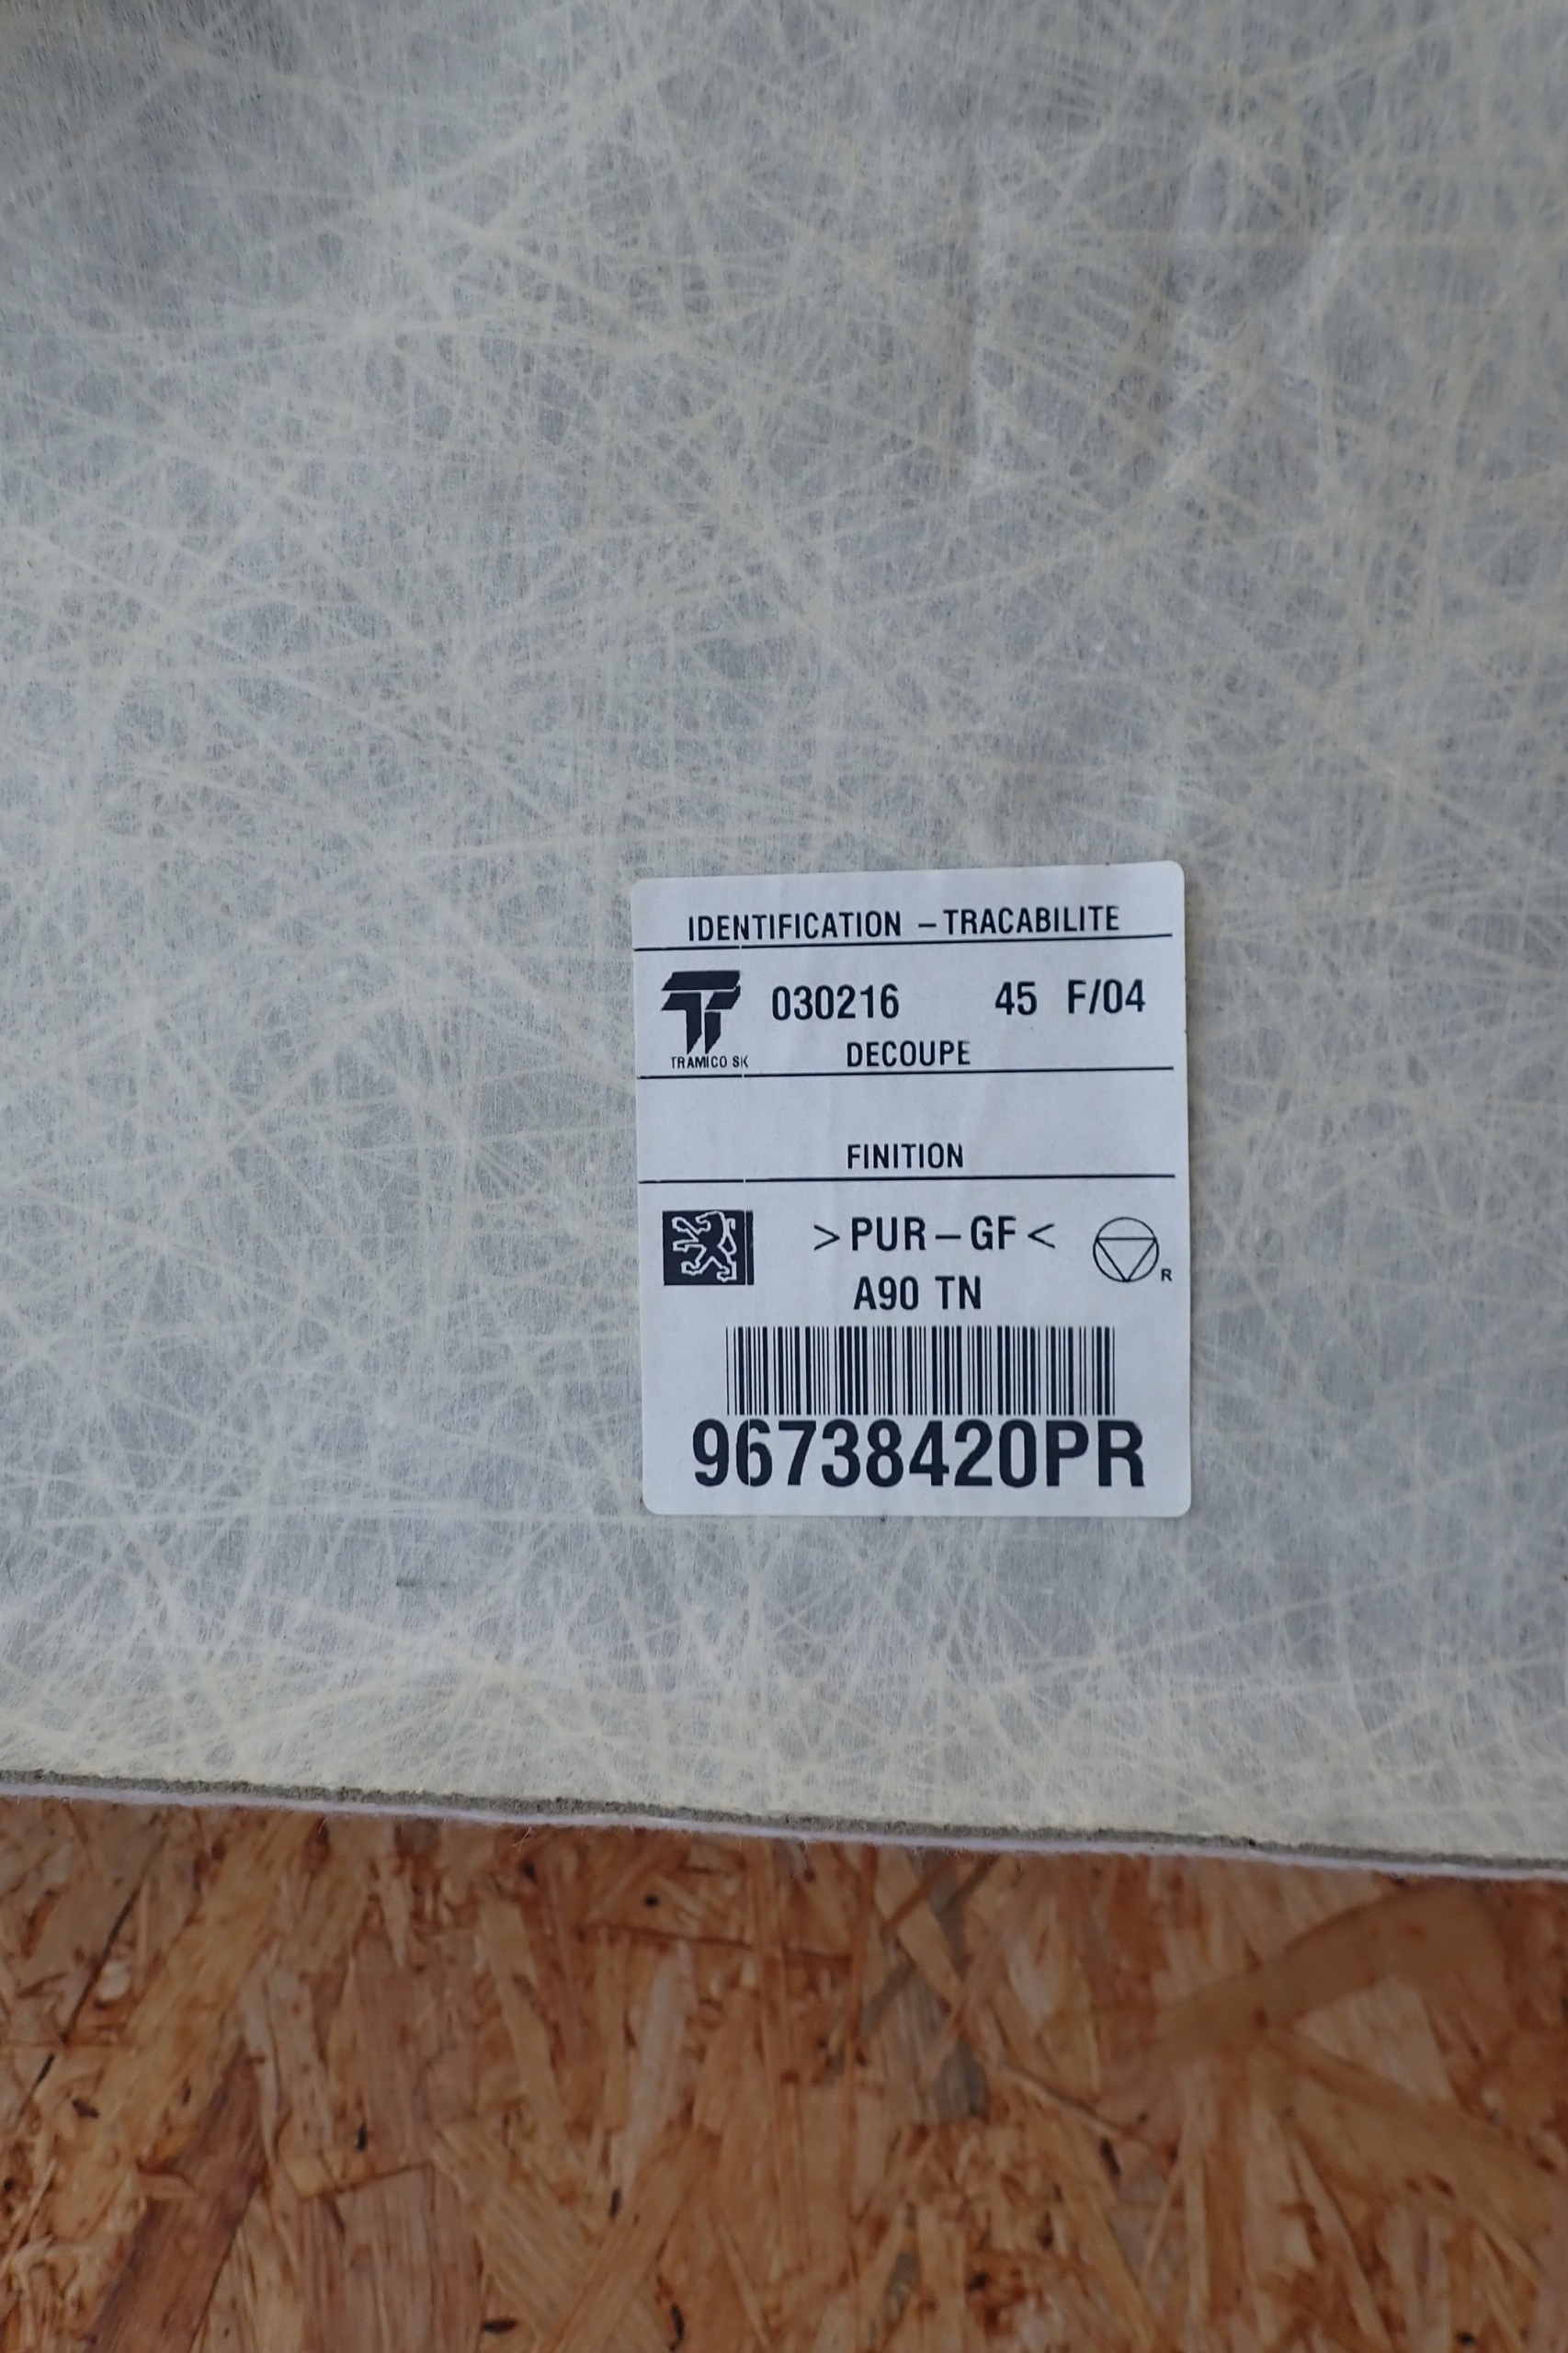 IDENTIFICATION – TRACABILITE
030216 45 F/04
TRAMICO SK
DECOUPE
FINITION
>PUR–GF<
R
A90 TN
96738420PR